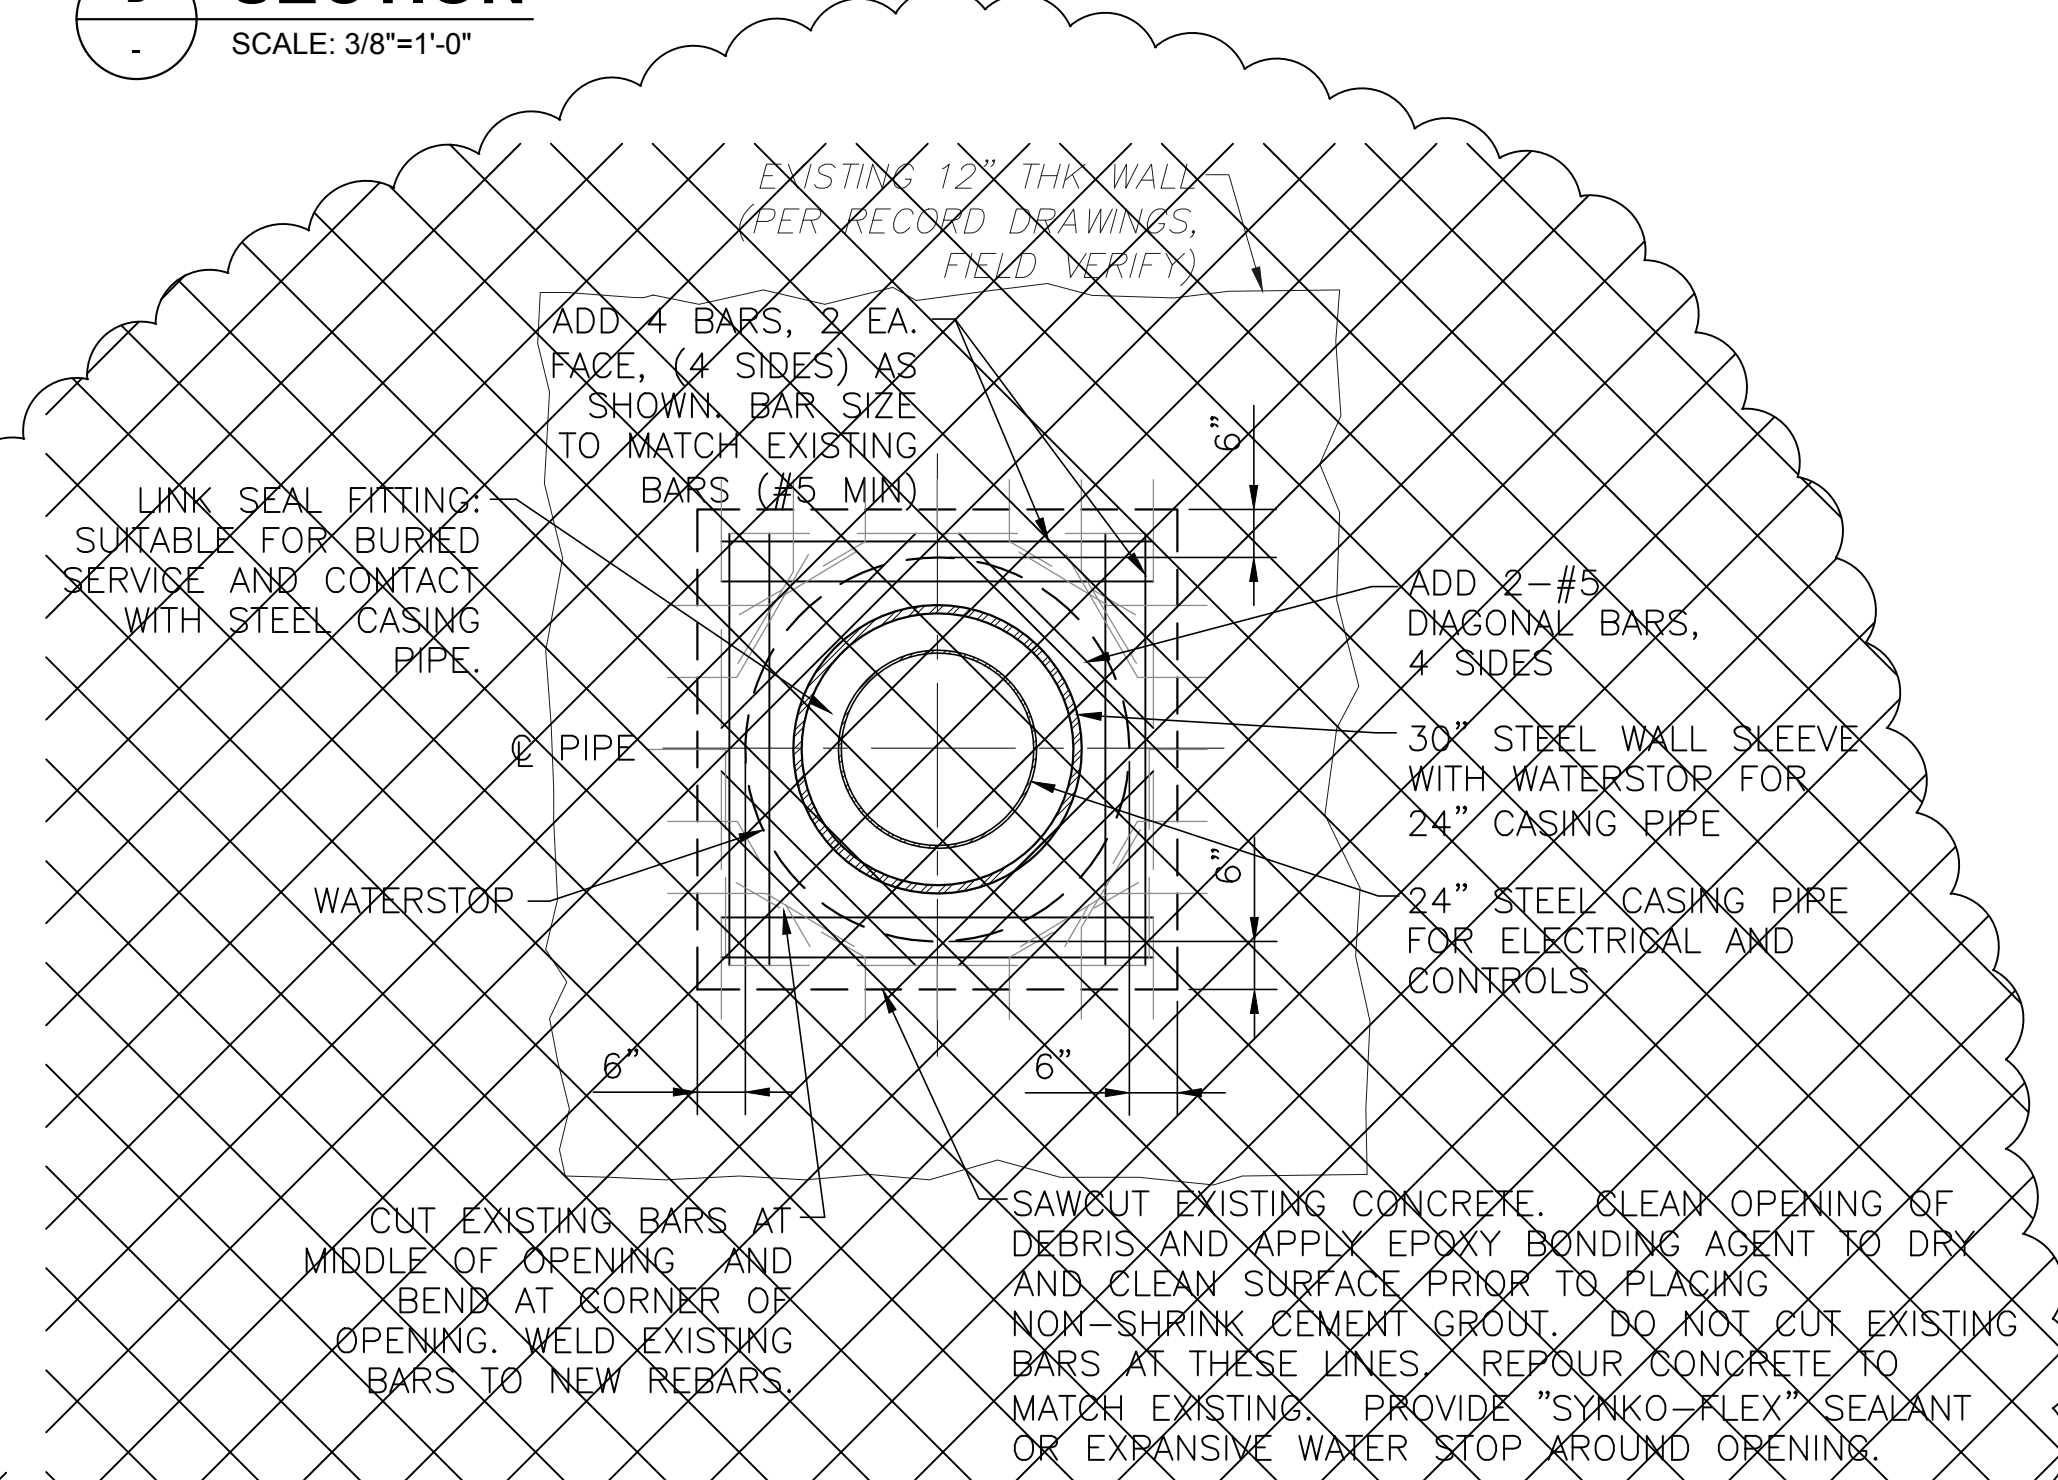 SECTION
-
SCALE: 3/8"=1'-0"
EXISTING 12" THK WALL
(PER RECORD DRAWINGS,
FIELD VERIFY)
ADD 4 BARS, 2 EA.
FACE, (4 SIDES) AS
SHOWN. BAR SIZE
TO MATCH EXISTING
BARS (#5 MIN)
6"
LINK SEAL FITTING:
SUITABLE FOR BURIED
SERVICE AND CONTACT
WITH STEEL CASING
PIPE.
ADD 2-#5
DIAGONAL BARS,
4 SIDES
℄ PIPE
30" STEEL WALL SLEEVE
WITH WATERSTOP FOR
24" CASING PIPE
6"
WATERSTOP
24" STEEL CASING PIPE
FOR ELECTRICAL AND
CONTROLS
6"
6"
CUT EXISTING BARS AT
MIDDLE OF OPENING AND
BEND AT CORNER OF
OPENING. WELD EXISTING
BARS TO NEW REBARS.
SAWCUT EXISTING CONCRETE. CLEAN OPENING OF
DEBRIS AND APPLY EPOXY BONDING AGENT TO DRY
AND CLEAN SURFACE PRIOR TO PLACING
NON-SHRINK CEMENT GROUT. DO NOT CUT EXISTING
BARS AT THESE LINES. REPOUR CONCRETE TO
MATCH EXISTING. PROVIDE "SYNKO-FLEX" SEALANT
OR EXPANSIVE WATER STOP AROUND OPENING.